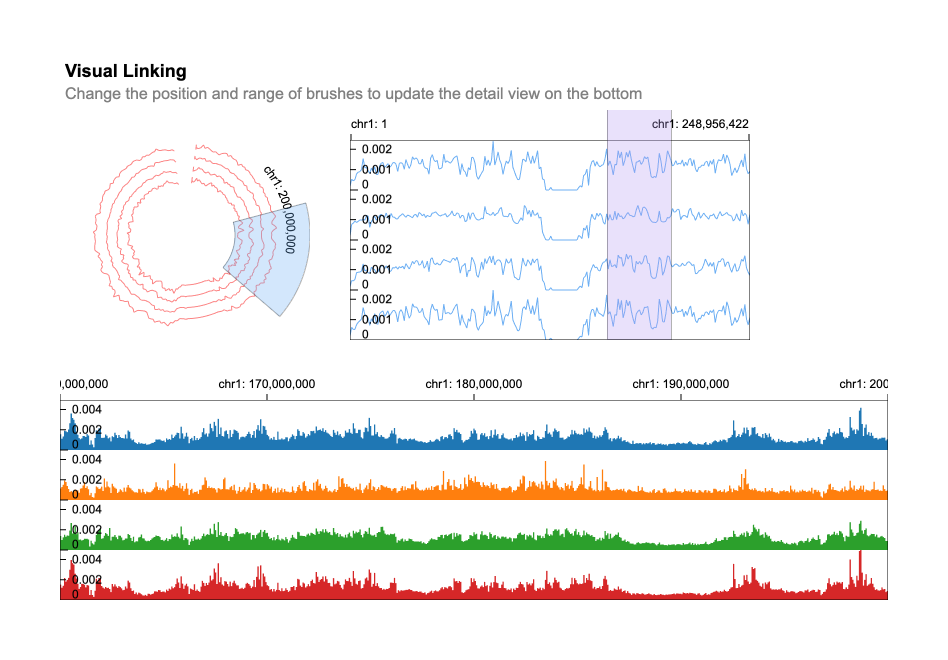 Visual Linking
Change the position and range of brushes to update the detail view on the bottom
chr1: 1
chr1: 248,956,422
chr1: 200,000,000
0.002
0.001
0
0.002
0.001
0
0.002
0.001
0
0.002
0.001
0
0,000,000
chr1: 170,000,000
chr1: 180,000,000
chr1: 190,000,000
chr1: 200
0.004
0.002
0
0.004
0.002
0
0.004
0.002
0
0.004
0.002
0